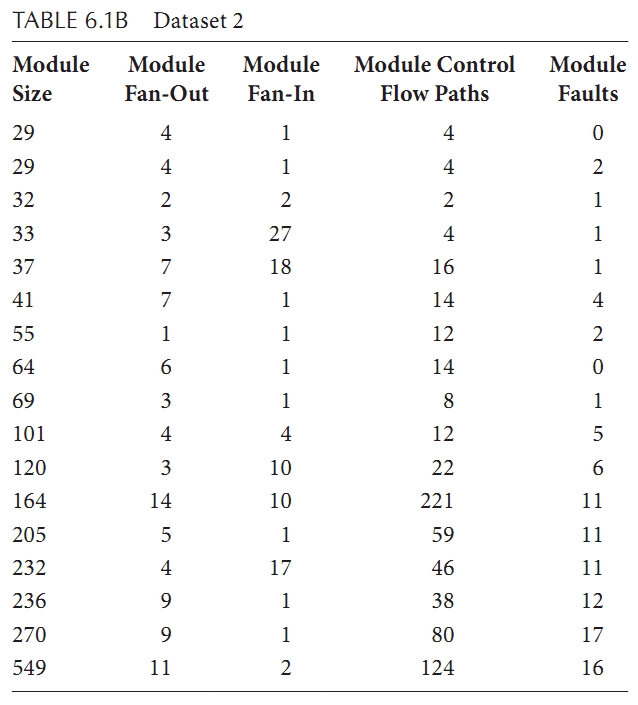 TABLE 6.1B Dataset 2
Module Module Module Module Control Module
Size Fan-Out Fan-In Flow Paths Faults
29 4 1 4 0
29 4 1 4 2
32 2 2 2 1
33 3 27 4 1
37 7 18 16 1
41 7 1 14 4
55 1 1 12 2
64 6 1 14 0
69 3 1 8 1
101 4 4 12 5
120 3 10 22 6
164 14 10 221 11
205 5 1 59 11
232 4 17 46 11
236 9 1 38 12
270 9 1 80 17
549 11 2 124 16